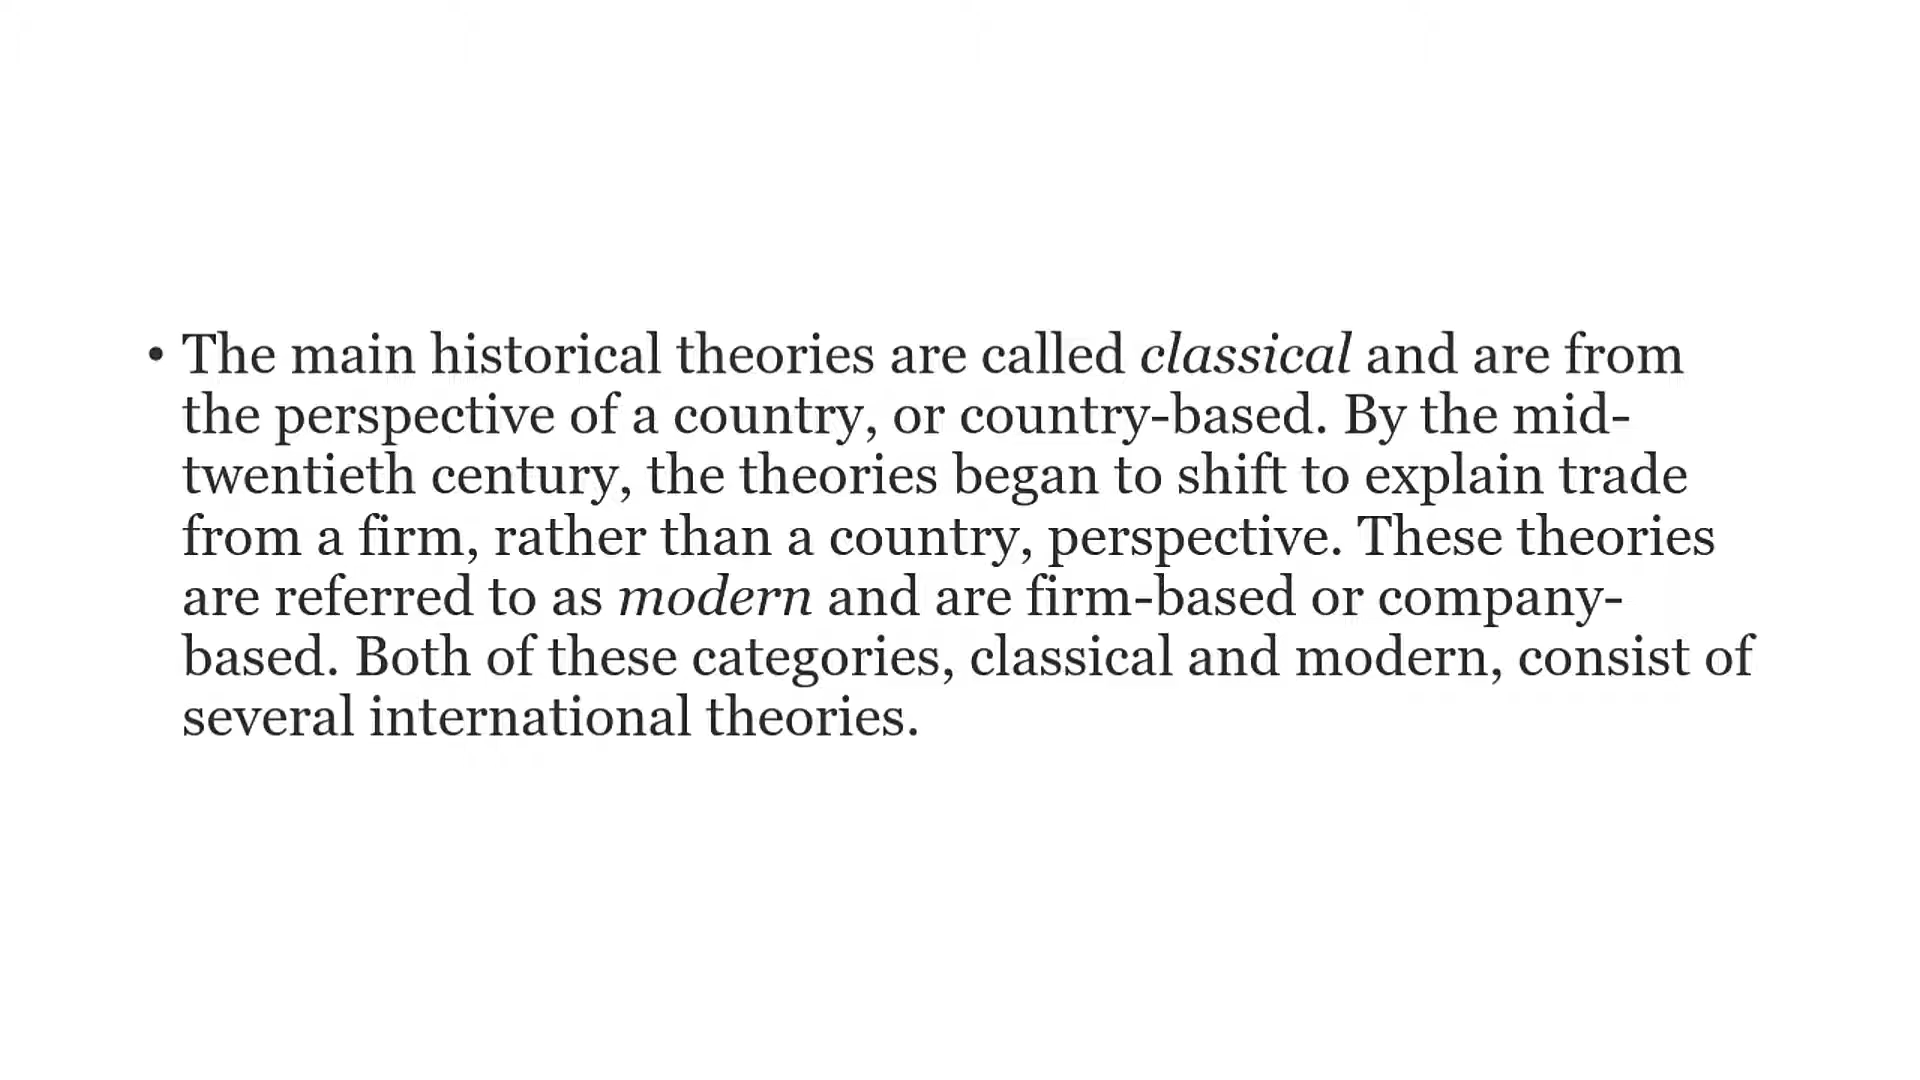 • The main historical theories are called classical and are from
the perspective of a country, or country-based. By the mid-
twentieth century, the theories began to shift to explain trade
from a firm, rather than a country, perspective. These theories
are referred to as modern and are firm-based or company-
based. Both of these categories, classical and modern, consist of
several international theories.